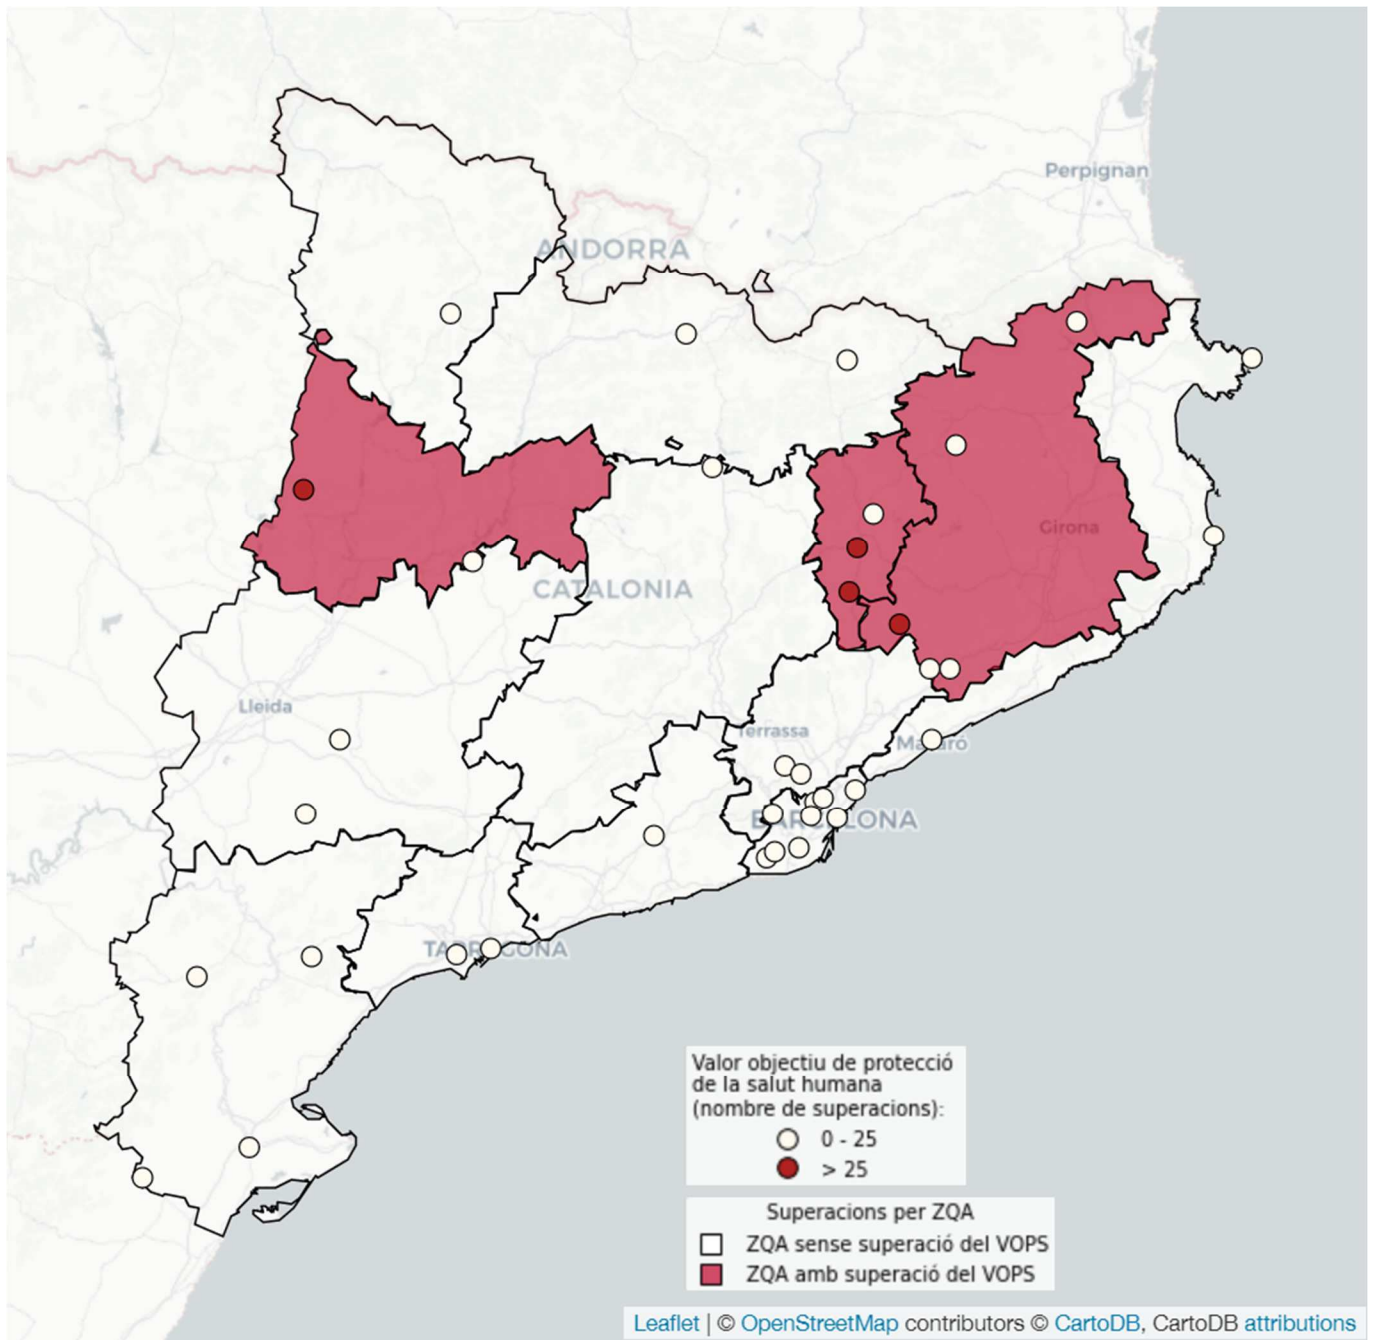 Perpignan
ANDORRA
Girona
CATALONIA
Lleida
Terrassa
Mataró
BARCELONA
TARRAGONA
Valor objectiu de protecció
de la salut humana
(nombre de superacions):
0 - 25
> 25
Superacions per ZQA
ZQA sense superació del VOPS
ZQA amb superació del VOPS
Leaflet | © OpenStreetMap contributors © CartoDB, CartoDB attributions